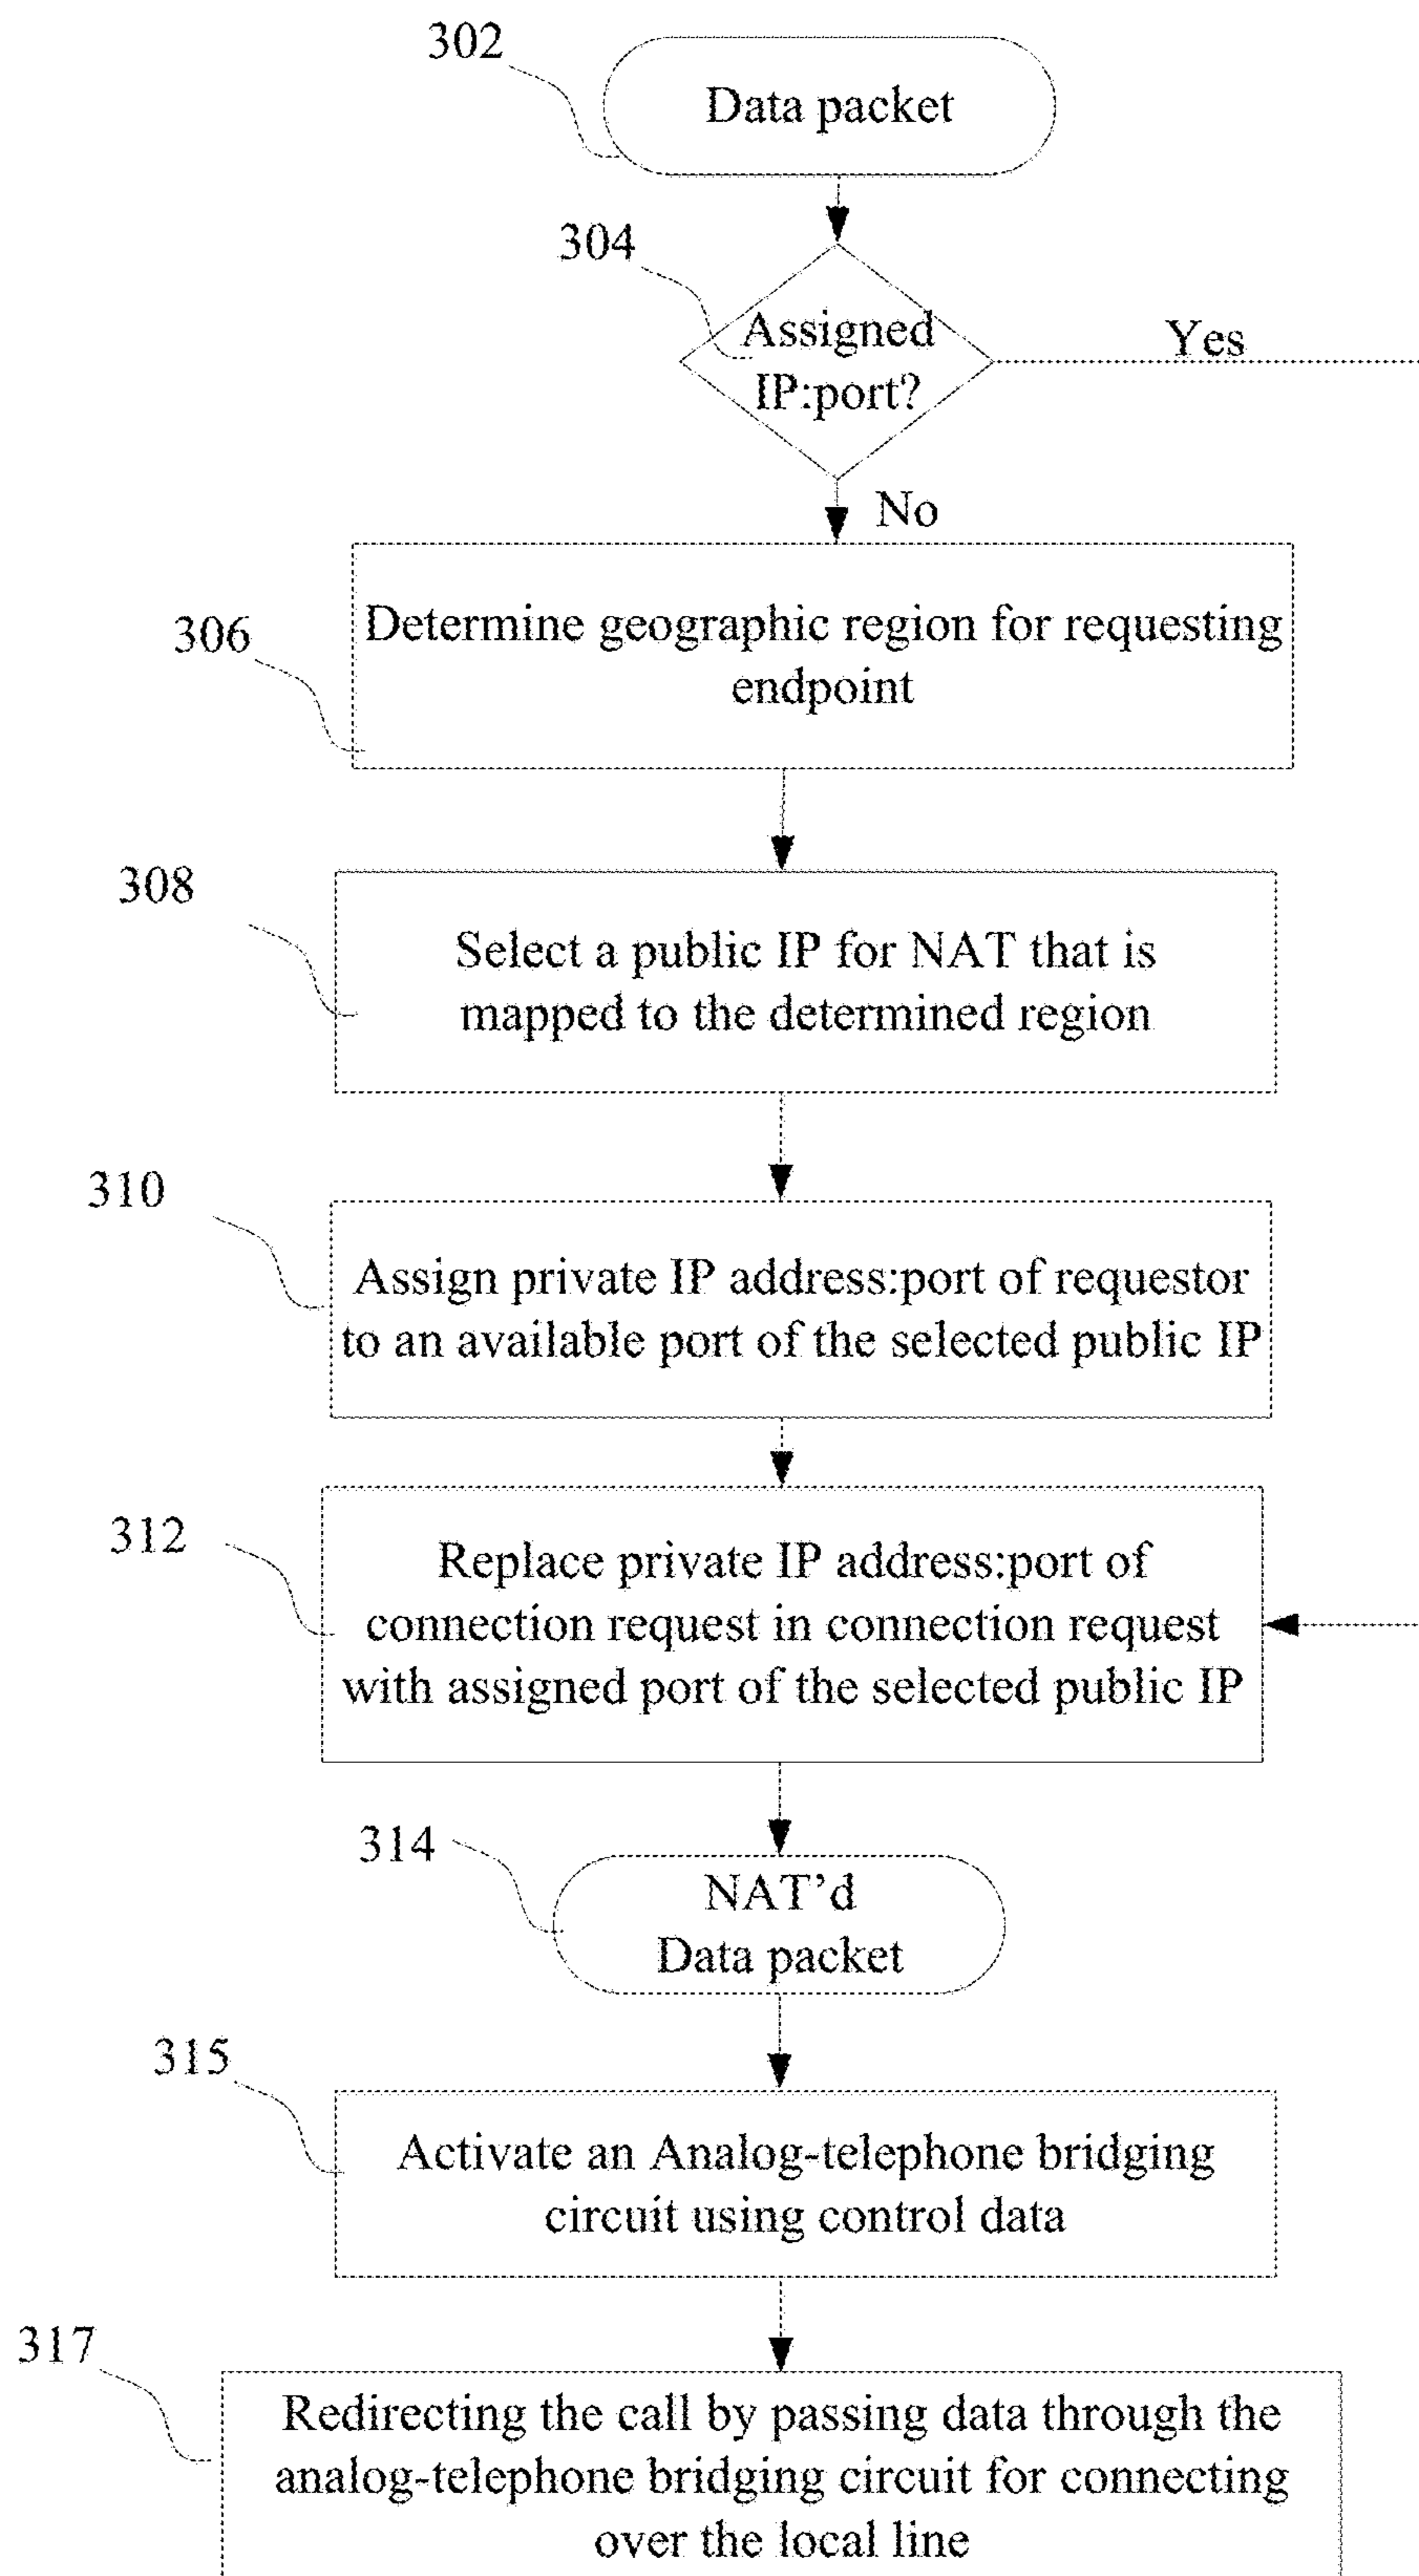 302
Data packet
304
Assigned
IP:port?
Yes
No
306
Determine geographic region for requesting
endpoint
308
Select a public IP for NAT that is
mapped to the determined region
310
Assign private IP address:port of requestor
to an available port of the selected public IP
312
Replace private IP address:port of
connection request in connection request
with assigned port of the selected public IP
314
NAT’d
Data packet
315
Activate an Analog-telephone bridging
circuit using control data
317
Redirecting the call by passing data through the
analog-telephone bridging circuit for connecting
over the local line